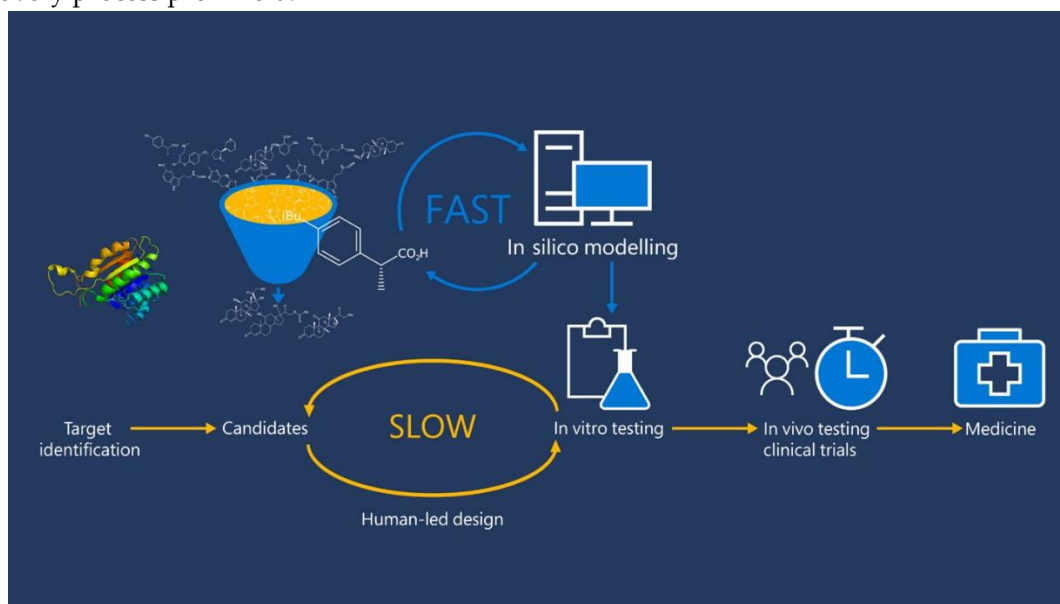 FAST
iBu
CO₂H
In silico modelling
SLOW
Target
identification
Candidates
In vitro testing
In vivo testing
clinical trials
Medicine
Human-led design